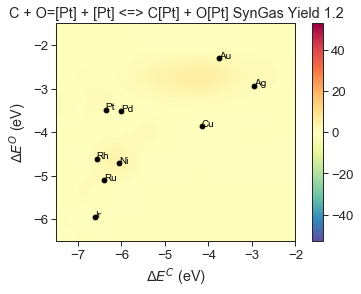 C + O=[Pt] + [Pt] <=> C[Pt] + O[Pt] SynGas Yield 1.2
−2
−3
−4
−5
−6
ΔE^O (eV)
Au
Ag
Pt
Pd
Cu
Rh
Ni
Ru
Ir
−7
−6
−5
−4
−3
−2
ΔE^C (eV)
40
20
0
−20
−40